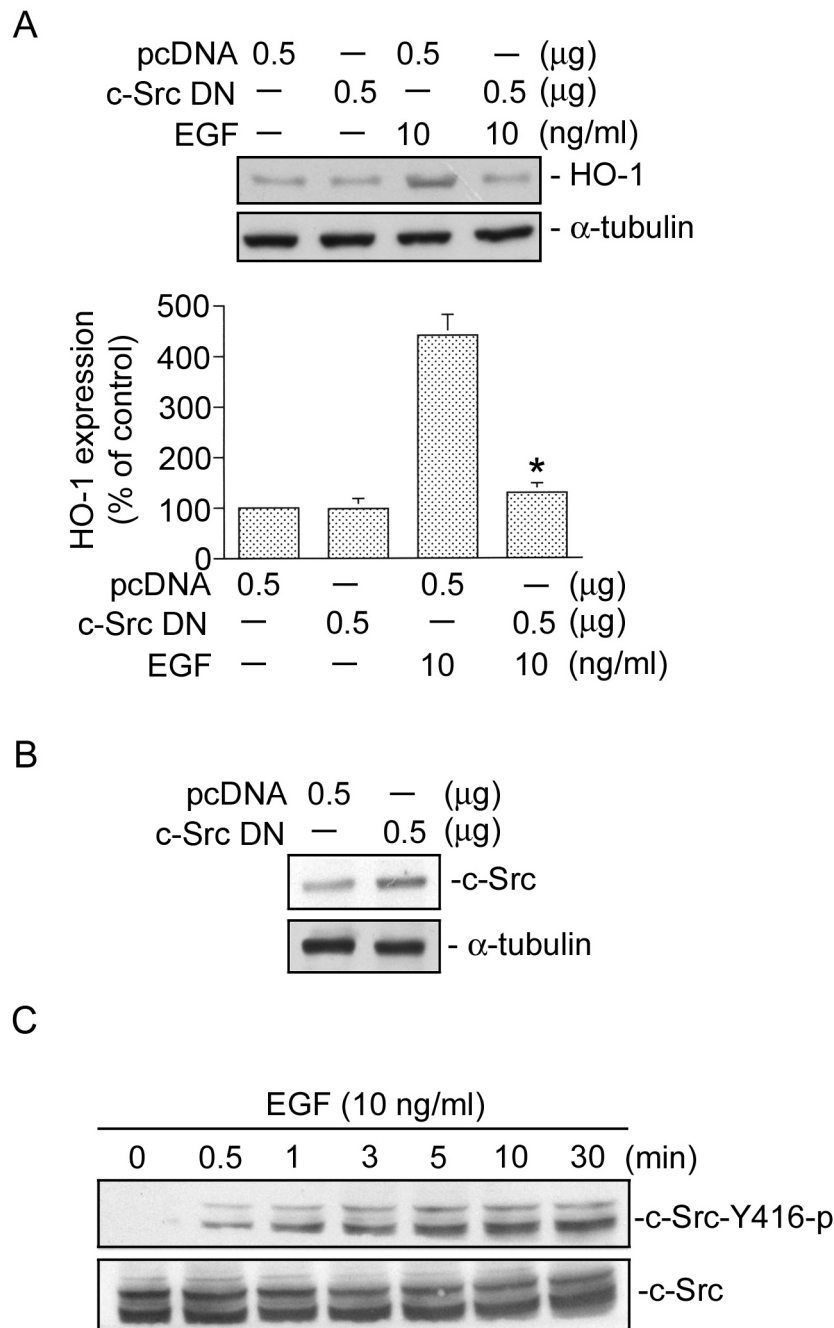 A
pcDNA 0.5 — 0.5 — (μg)
c-Src DN — 0.5 — 0.5 (μg)
EGF — — 10 10 (ng/ml)
- HO-1
- α-tubulin
HO-1 expression
(% of control)
500
400
300
200
100
0
*
pcDNA 0.5 — 0.5 — (μg)
c-Src DN — 0.5 — 0.5 (μg)
EGF — — 10 10 (ng/ml)
B
pcDNA 0.5 — (μg)
c-Src DN — 0.5 (μg)
-c-Src
- α-tubulin
C
EGF (10 ng/ml)
0 0.5 1 3 5 10 30 (min)
-c-Src-Y416-p
-c-Src